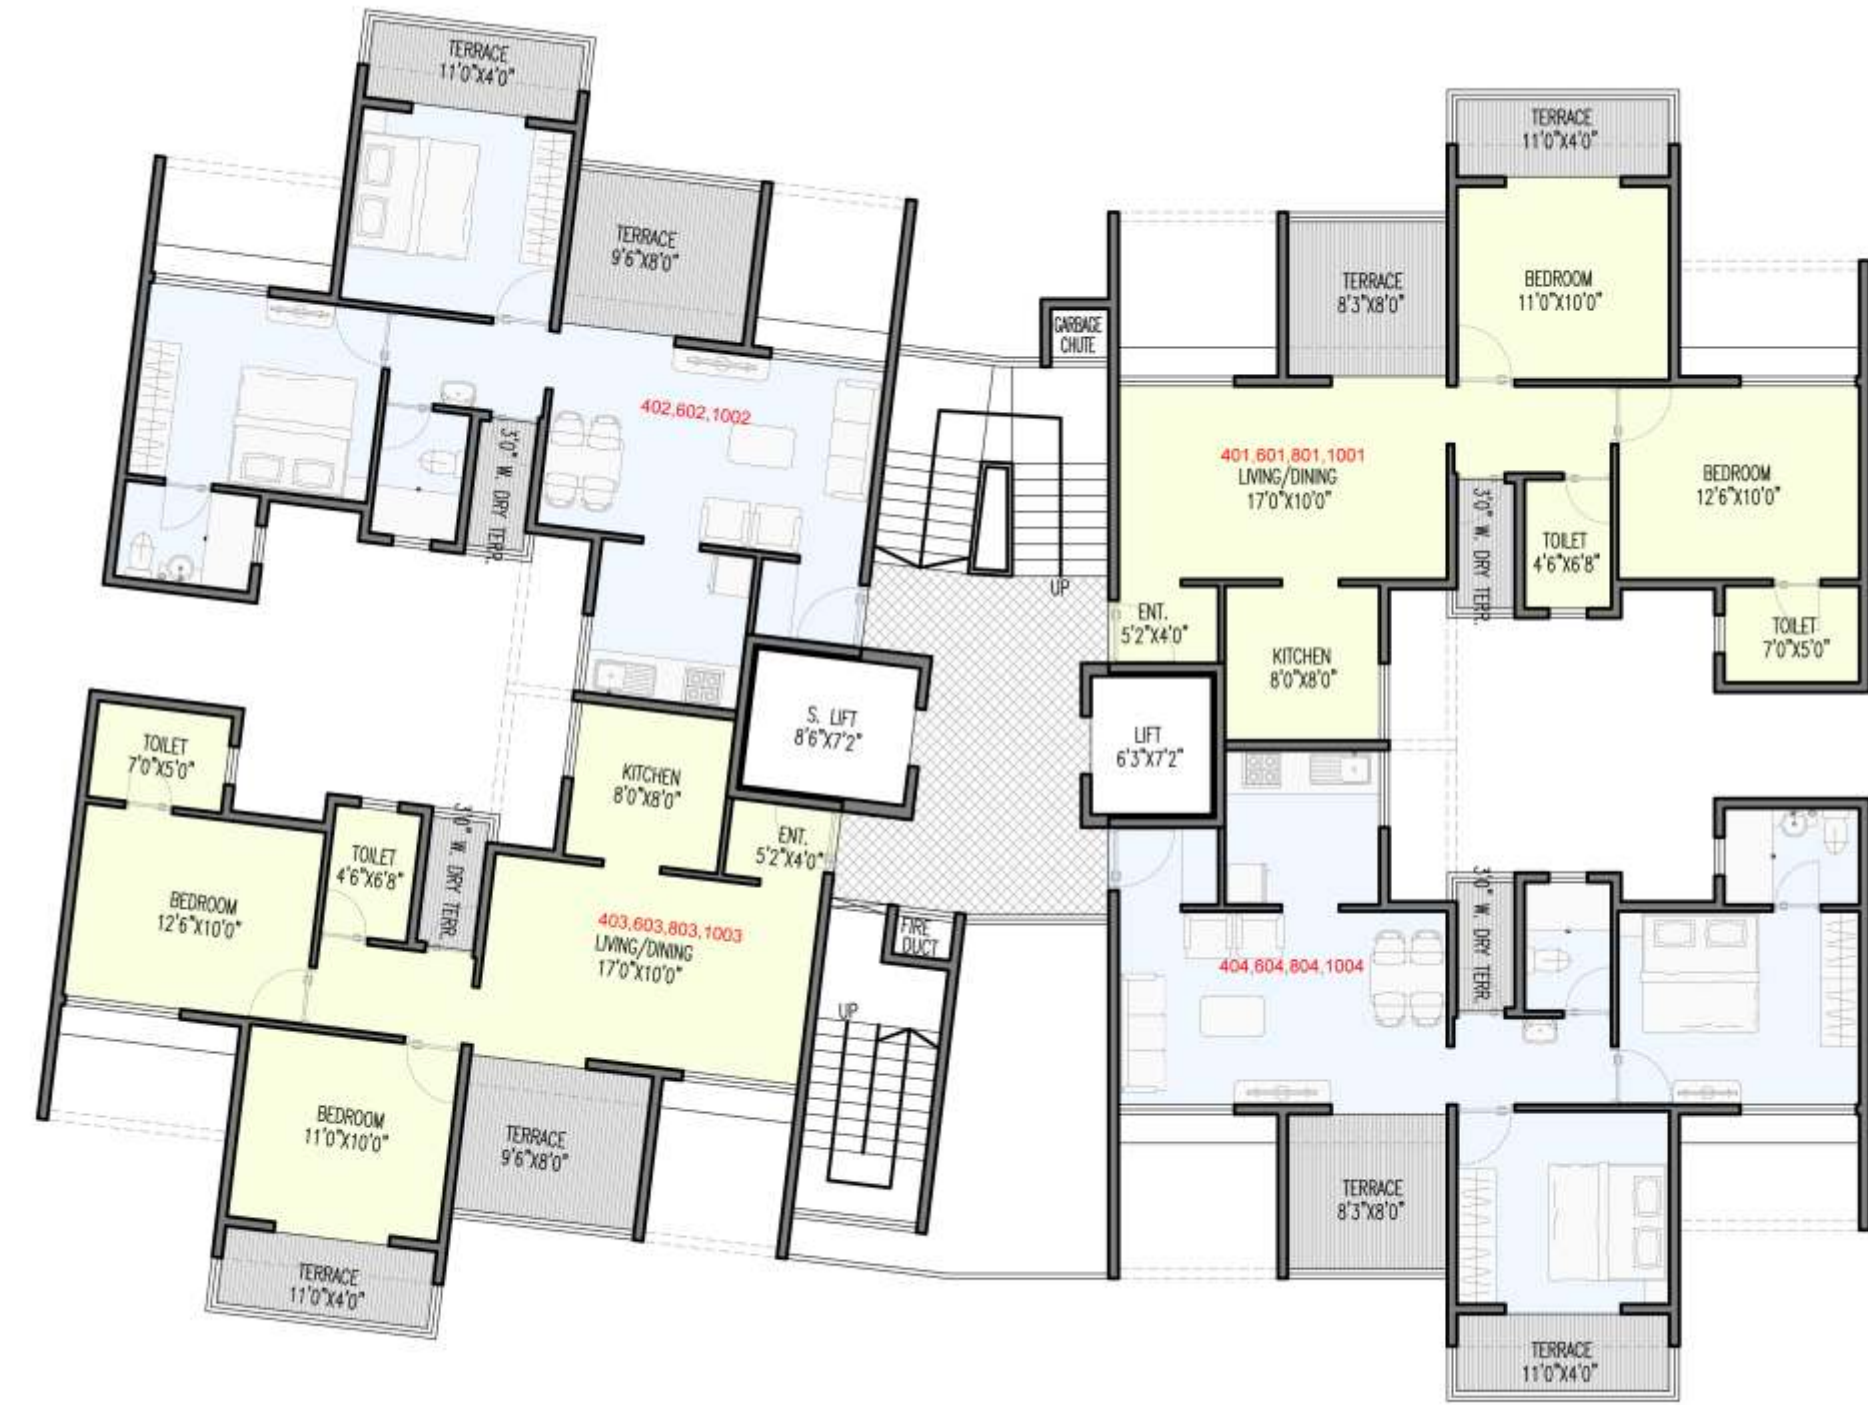 TERRACE
11'0"X4'0"
TERRACE
9'6"X8'0"
402,602,1002
3'0" W. DRY TERR.
TERRACE
11'0"X4'0"
BEDROOM
11'0"X10'0"
TERRACE
8'3"X8'0"
GARBAGE
CHUTE
401,601,801,1001
LIVING/DINING
17'0"X10'0"
BEDROOM
12'6"X10'0"
3'0" W. DRY TERR.
TOILET
4'6"X6'8"
TOILET
7'0"X5'0"
UP
ENT.
5'2"X4'0"
KITCHEN
8'0"X8'0"
S. LIFT
8'6"X7'2"
LIFT
6'3"X7'2"
TOILET
7'0"X5'0"
KITCHEN
8'0"X8'0"
ENT.
5'2"X4'0"
TOILET
4'6"X6'8"
3'0" W. DRY TERR.
BEDROOM
12'6"X10'0"
403,603,803,1003
LIVING/DINING
17'0"X10'0"
FIRE
DUCT
UP
BEDROOM
11'0"X10'0"
TERRACE
9'6"X8'0"
TERRACE
11'0"X4'0"
404,604,804,1004
3'0" W. DRY TERR.
TERRACE
8'3"X8'0"
TERRACE
11'0"X4'0"